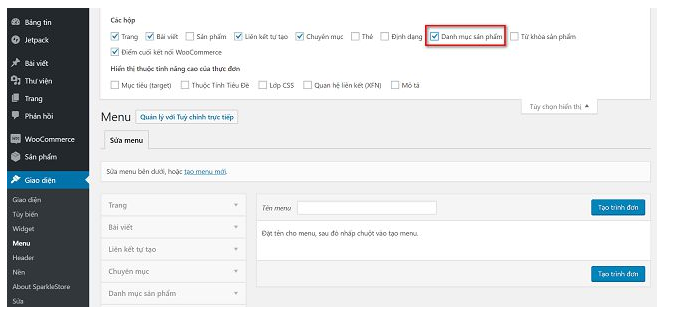 Bảng tin
Jetpack
Bài viết
Thư viện
Trang
Phản hồi
WooCommerce
Sản phẩm
Giao diện
Giao diện
Tùy biến
Widget
Menu
Header
Nền
About SparkleStore
Sửa
Các hộp
Trang Bài viết Sản phẩm Liên kết tự tạo Chuyên mục Thẻ Định dạng Danh mục sản phẩm Từ khóa sản phẩm
Điểm cuối kết nối WooCommerce
Hiển thị thuộc tính nâng cao của thực đơn
Mục tiêu (target) Thuộc Tính Tiêu Đề Lớp CSS Quan hệ liên kết (XFN) Mô tả
Tùy chọn hiển thị
Menu Quản lý với Tuỳ chỉnh trực tiếp
Sửa menu
Sửa menu bên dưới, hoặc tạo menu mới.
Trang
Bài viết
Liên kết tự tạo
Chuyên mục
Danh mục sản phẩm
Tên menu Tạo trình đơn
Đặt tên cho menu, sau đó nhấp chuột vào tạo menu.
Tạo trình đơn